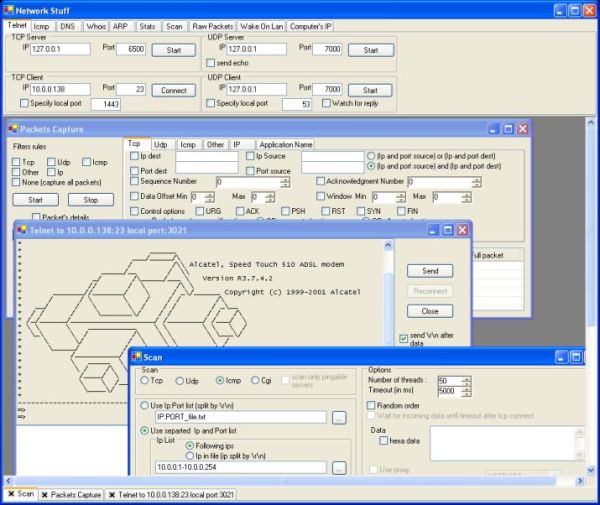 Network Stuff
Telnet Icmp DNS Whois ARP Stats Scan Raw Packets Wake On Lan Computer's IP
TCP Server
IP 127.0.0.1 Port 6500 Start
UDP Server
IP 127.0.0.1 Port 7000 Start
send echo
TCP Client
IP 10.0.0.138 Port 23 Connect
Specify local port 1443
UDP Client
IP 127.0.0.1 Port 7000 Start
Specify local port 53 Watch for reply
Packets Capture
Filters rules
Tcp Udp Icmp
Other Ip
None (capture all packets)
Start Stop
Packet's details
Tcp Udp Icmp Other IP Application Name
Ip dest Ip Source (Ip and port source) or (Ip and port dest)
Port dest Port source (Ip and port source) and (Ip and port dest)
Sequence Number 0 Acknowledgment Number 0
Data Offset Min 0 Max 0 Window Min 0 Max 0
Control options URG ACK PSH RST SYN FIN
ull packet
Telnet to 10.0.0.138:23 local port:3021
Alcatel, Speed Touch 510 ADSL modem
Version R3.7.4.2
Copyright (c) 1999-2001 Alcatel
=>
=>
Send
Reconnect
Close
send \r\n after
data
Scan
Scan
Tcp Udp Icmp Cgi scan only pingable
servers
Use Ip:Port list (split by \r\n)
IP:PORT_file.txt ...
Use separted Ip and Port list
Ip List
Following ips
Ip in file (ip split by \r\n)
10.0.0.1-10.0.0.254 ...
Options
Number of threads : 50
Timeout (in ms) 5000
Random order
Wait for incoming data until timeout after tcp connect
Data
hexa data
Use proxy
Scan Packets Capture Telnet to 10.0.0.138:23 local port:3021